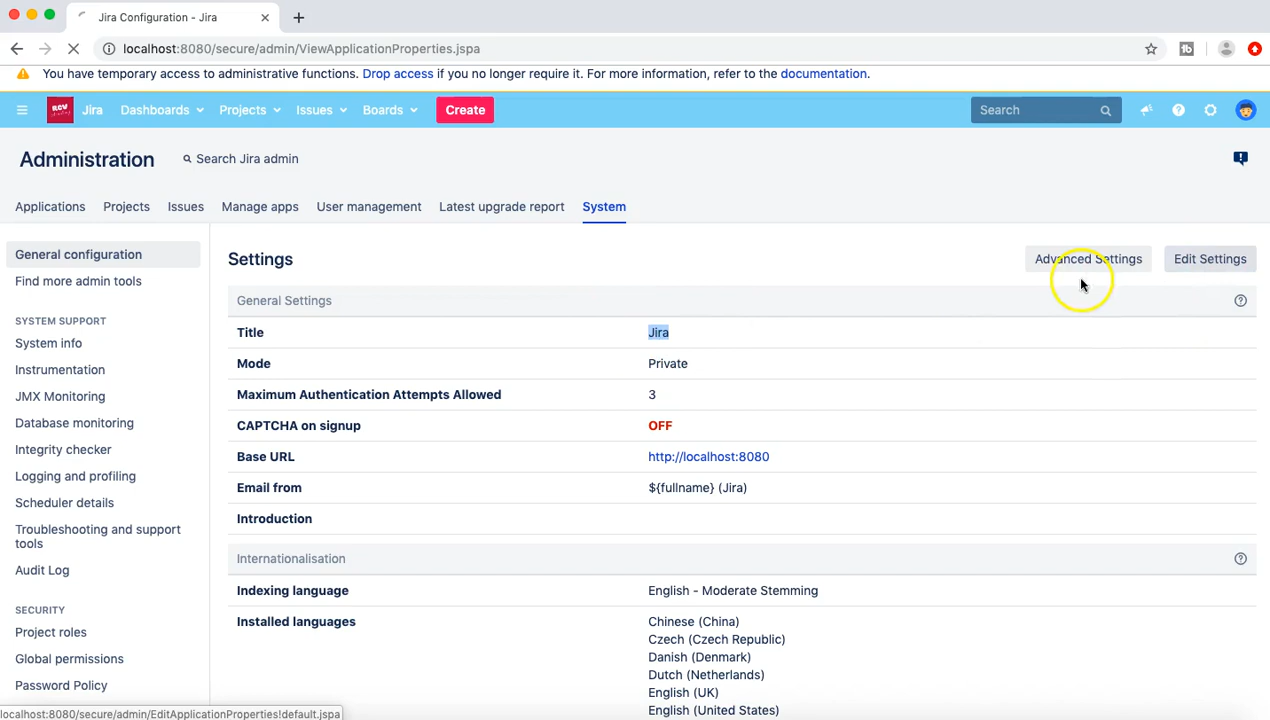 Jira Configuration - Jira
localhost:8080/secure/admin/ViewApplicationProperties.jspa
You have temporary access to administrative functions. Drop access if you no longer require it. For more information, refer to the documentation.
Jira Dashboards Projects Issues Boards Create Search
Administration Search Jira admin
Applications Projects Issues Manage apps User management Latest upgrade report System
General configuration
Find more admin tools
SYSTEM SUPPORT
System info
Instrumentation
JMX Monitoring
Database monitoring
Integrity checker
Logging and profiling
Scheduler details
Troubleshooting and support
tools
Audit Log
SECURITY
Project roles
Global permissions
Password Policy
Settings Advanced Settings Edit Settings
General Settings
Title Jira
Mode Private
Maximum Authentication Attempts Allowed 3
CAPTCHA on signup OFF
Base URL http://localhost:8080
Email from ${fullname} (Jira)
Introduction
Internationalisation
Indexing language English - Moderate Stemming
Installed languages Chinese (China)
Czech (Czech Republic)
Danish (Denmark)
Dutch (Netherlands)
English (UK)
English (United States)
localhost:8080/secure/admin/EditApplicationProperties!default.jspa